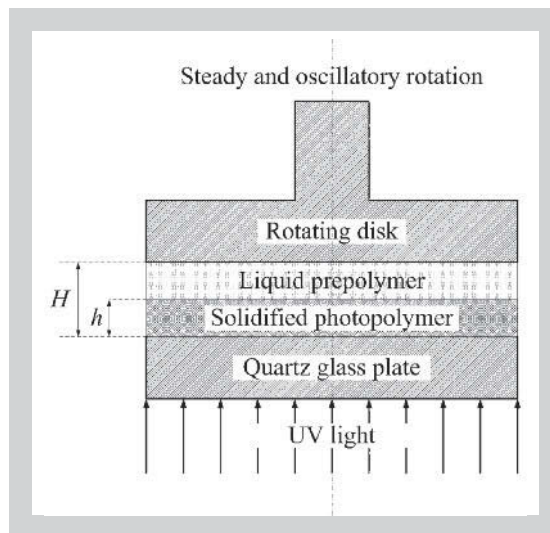 Steady and oscillatory rotation
Rotating disk
Liquid prepolymer
H
h
Solidified photopolymer
Quartz glass plate
UV light